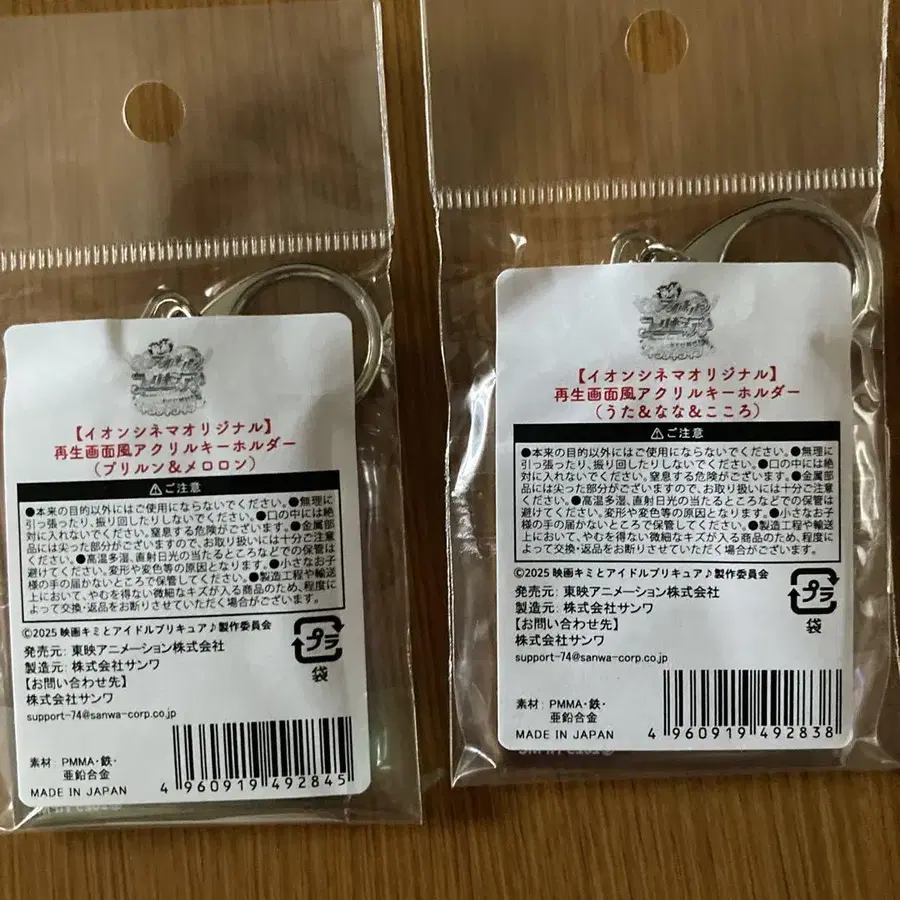 【イオンシネマオリジナル】
再生画面風アクリルキーホルダー
(プリルン&メロロン)
⚠ご注意
●本来の目的以外にはご使用にならないでください。●無理に
引っ張ったり、振り回したりしないでください。●口の中には絶
対に入れないでください。窒息する危険がございます。●金属部
品には尖った部分がございますので、お取り扱いには十分ご注意
ください。●高温多湿、直射日光の当たるところなどでの保管は
避けてください。変形や変色等の原因となります。●小さなお子
様の手の届かないところで保管してください。●製造工程や輸送
上において、やむを得ない微細なキズが入る商品のため、程度に
よって交換・返品をお断りさせていただく場合がございます。
©2025 映画キミとアイドルプリキュア♪製作委員会
発売元: 東映アニメーション株式会社
製造元: 株式会社サンワ
【お問い合わせ先】
株式会社サンワ
support-74@sanwa-corp.co.jp
プラ
袋
素材 PMMA・鉄・
亜鉛合金
MADE IN JAPAN
4 960919 492845
【イオンシネマオリジナル】
再生画面風アクリルキーホルダー
(うた&なな&こころ)
⚠ご注意
●本来の目的以外にはご使用にならないでください。●無理に
引っ張ったり、振り回したりしないでください。●口の中には絶
対に入れないでください。窒息する危険がございます。●金属部
品には尖った部分がございますので、お取り扱いには十分ご注意
ください。●高温多湿、直射日光の当たるところなどでの保管は
避けてください。変形や変色等の原因となります。●小さなお子
様の手の届かないところで保管してください。●製造工程や輸送
上において、やむを得ない微細なキズが入る商品のため、程度に
よって交換・返品をお断りさせていただく場合がございます。
©2025 映画キミとアイドルプリキュア♪製作委員会
発売元: 東映アニメーション株式会社
製造元: 株式会社サンワ
【お問い合わせ先】
株式会社サンワ
support-74@sanwa-corp.co.jp
プラ
袋
素材: PMMA・鉄・
亜鉛合金
MADE IN JAPAN
4 960919 492838